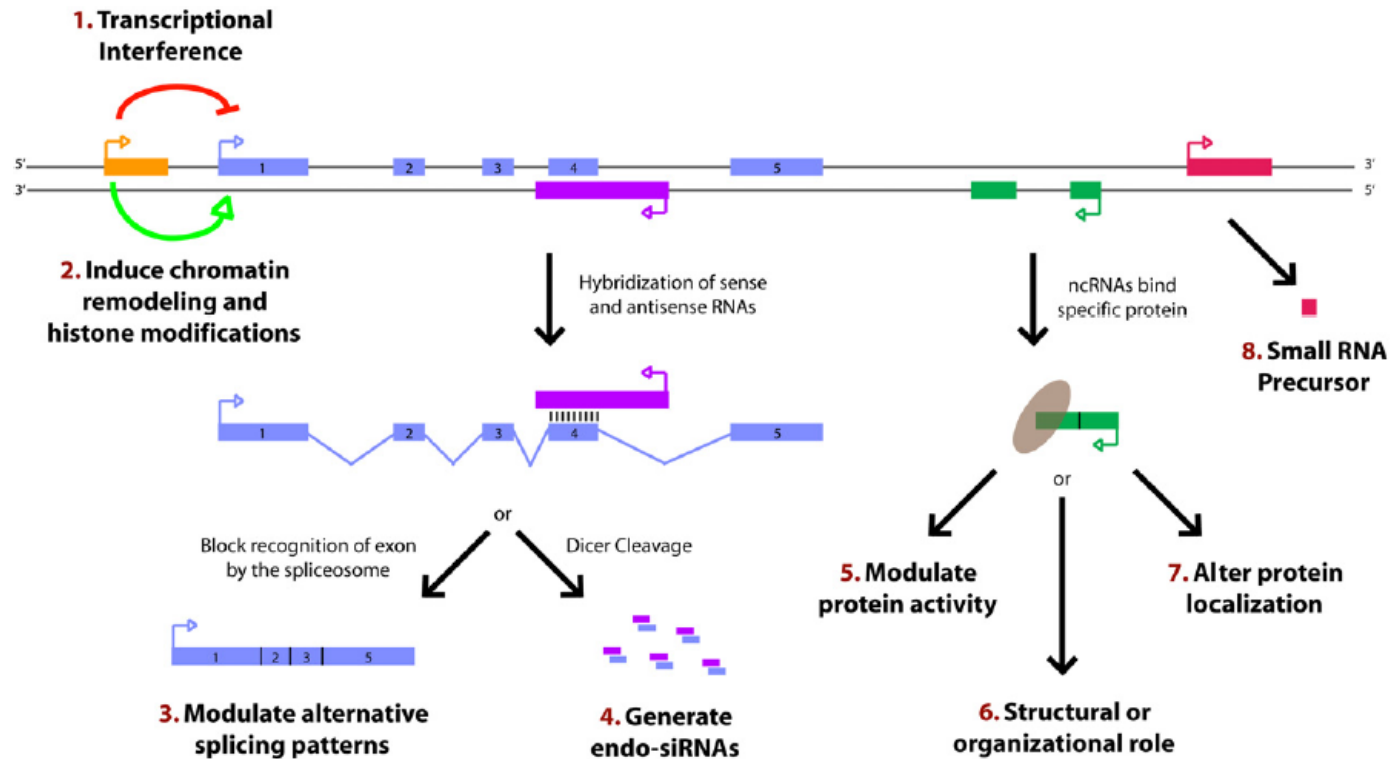 1. Transcriptional
Interference
5'
1
2
3
4
5
3'
3'
5'
2. Induce chromatin
remodeling and
histone modifications
Hybridization of sense
and antisense RNAs
ncRNAs bind
specific protein
8. Small RNA
Precursor
1
2
3
4
5
or
Block recognition of exon
by the spliceosome
Dicer Cleavage
1
2
3
5
3. Modulate alternative
splicing patterns
4. Generate
endo-siRNAs
or
5. Modulate
protein activity
7. Alter protein
localization
6. Structural or
organizational role